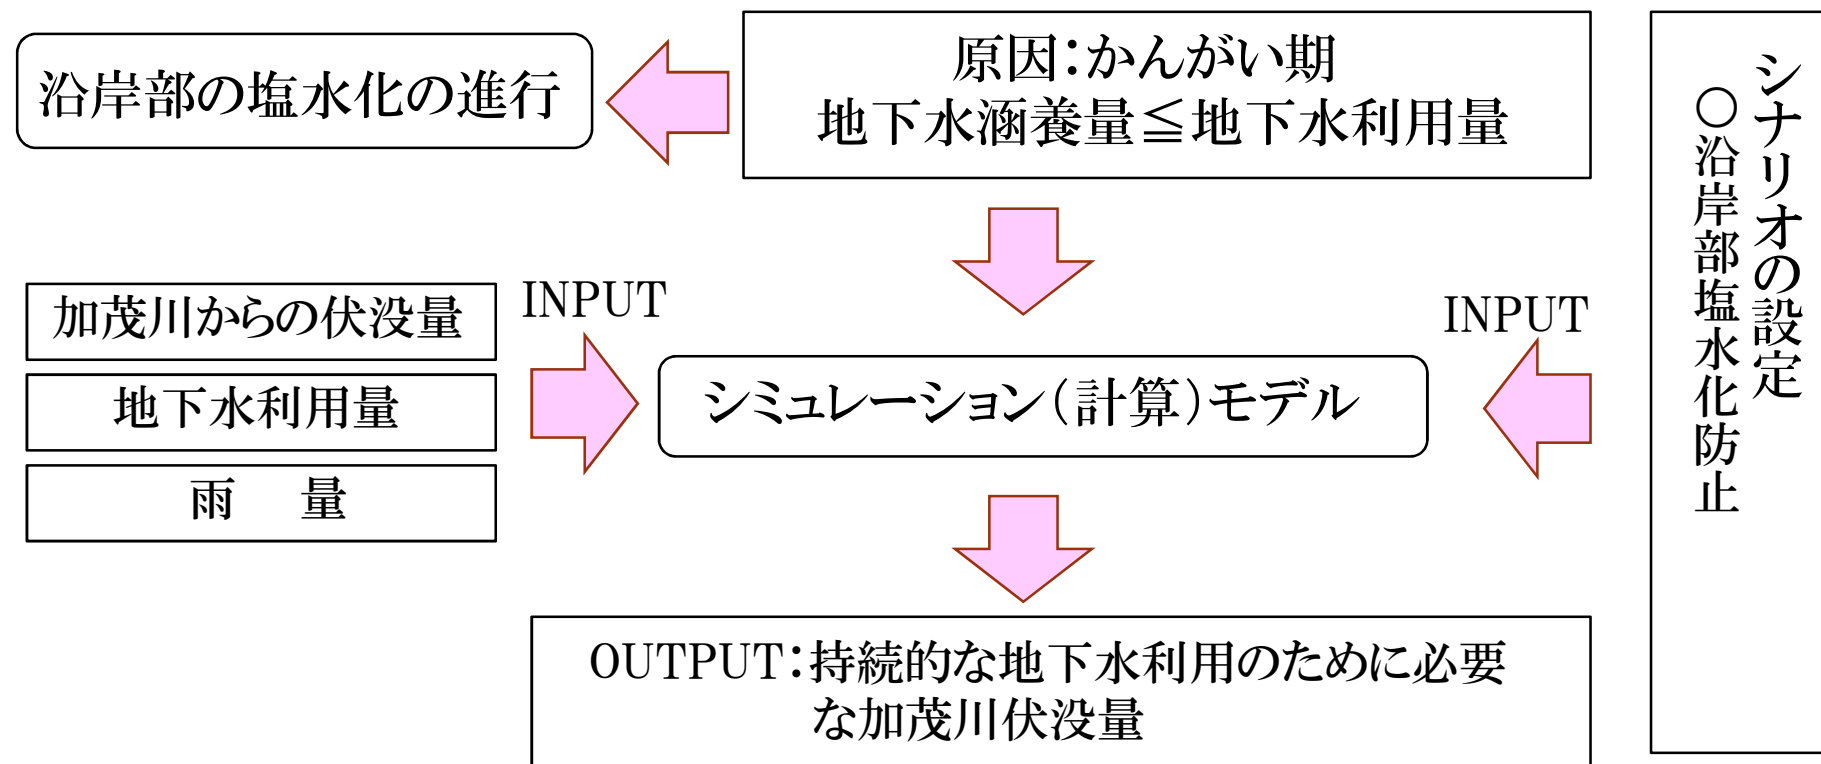 沿岸部の塩水化の進行
原因：かんがい期
地下水涵養量≦地下水利用量
シナリオの設定
○沿岸部塩水化防止
加茂川からの伏没量
地下水利用量
雨　量
INPUT
シミュレーション（計算）モデル
INPUT
OUTPUT：持続的な地下水利用のために必要
な加茂川伏没量